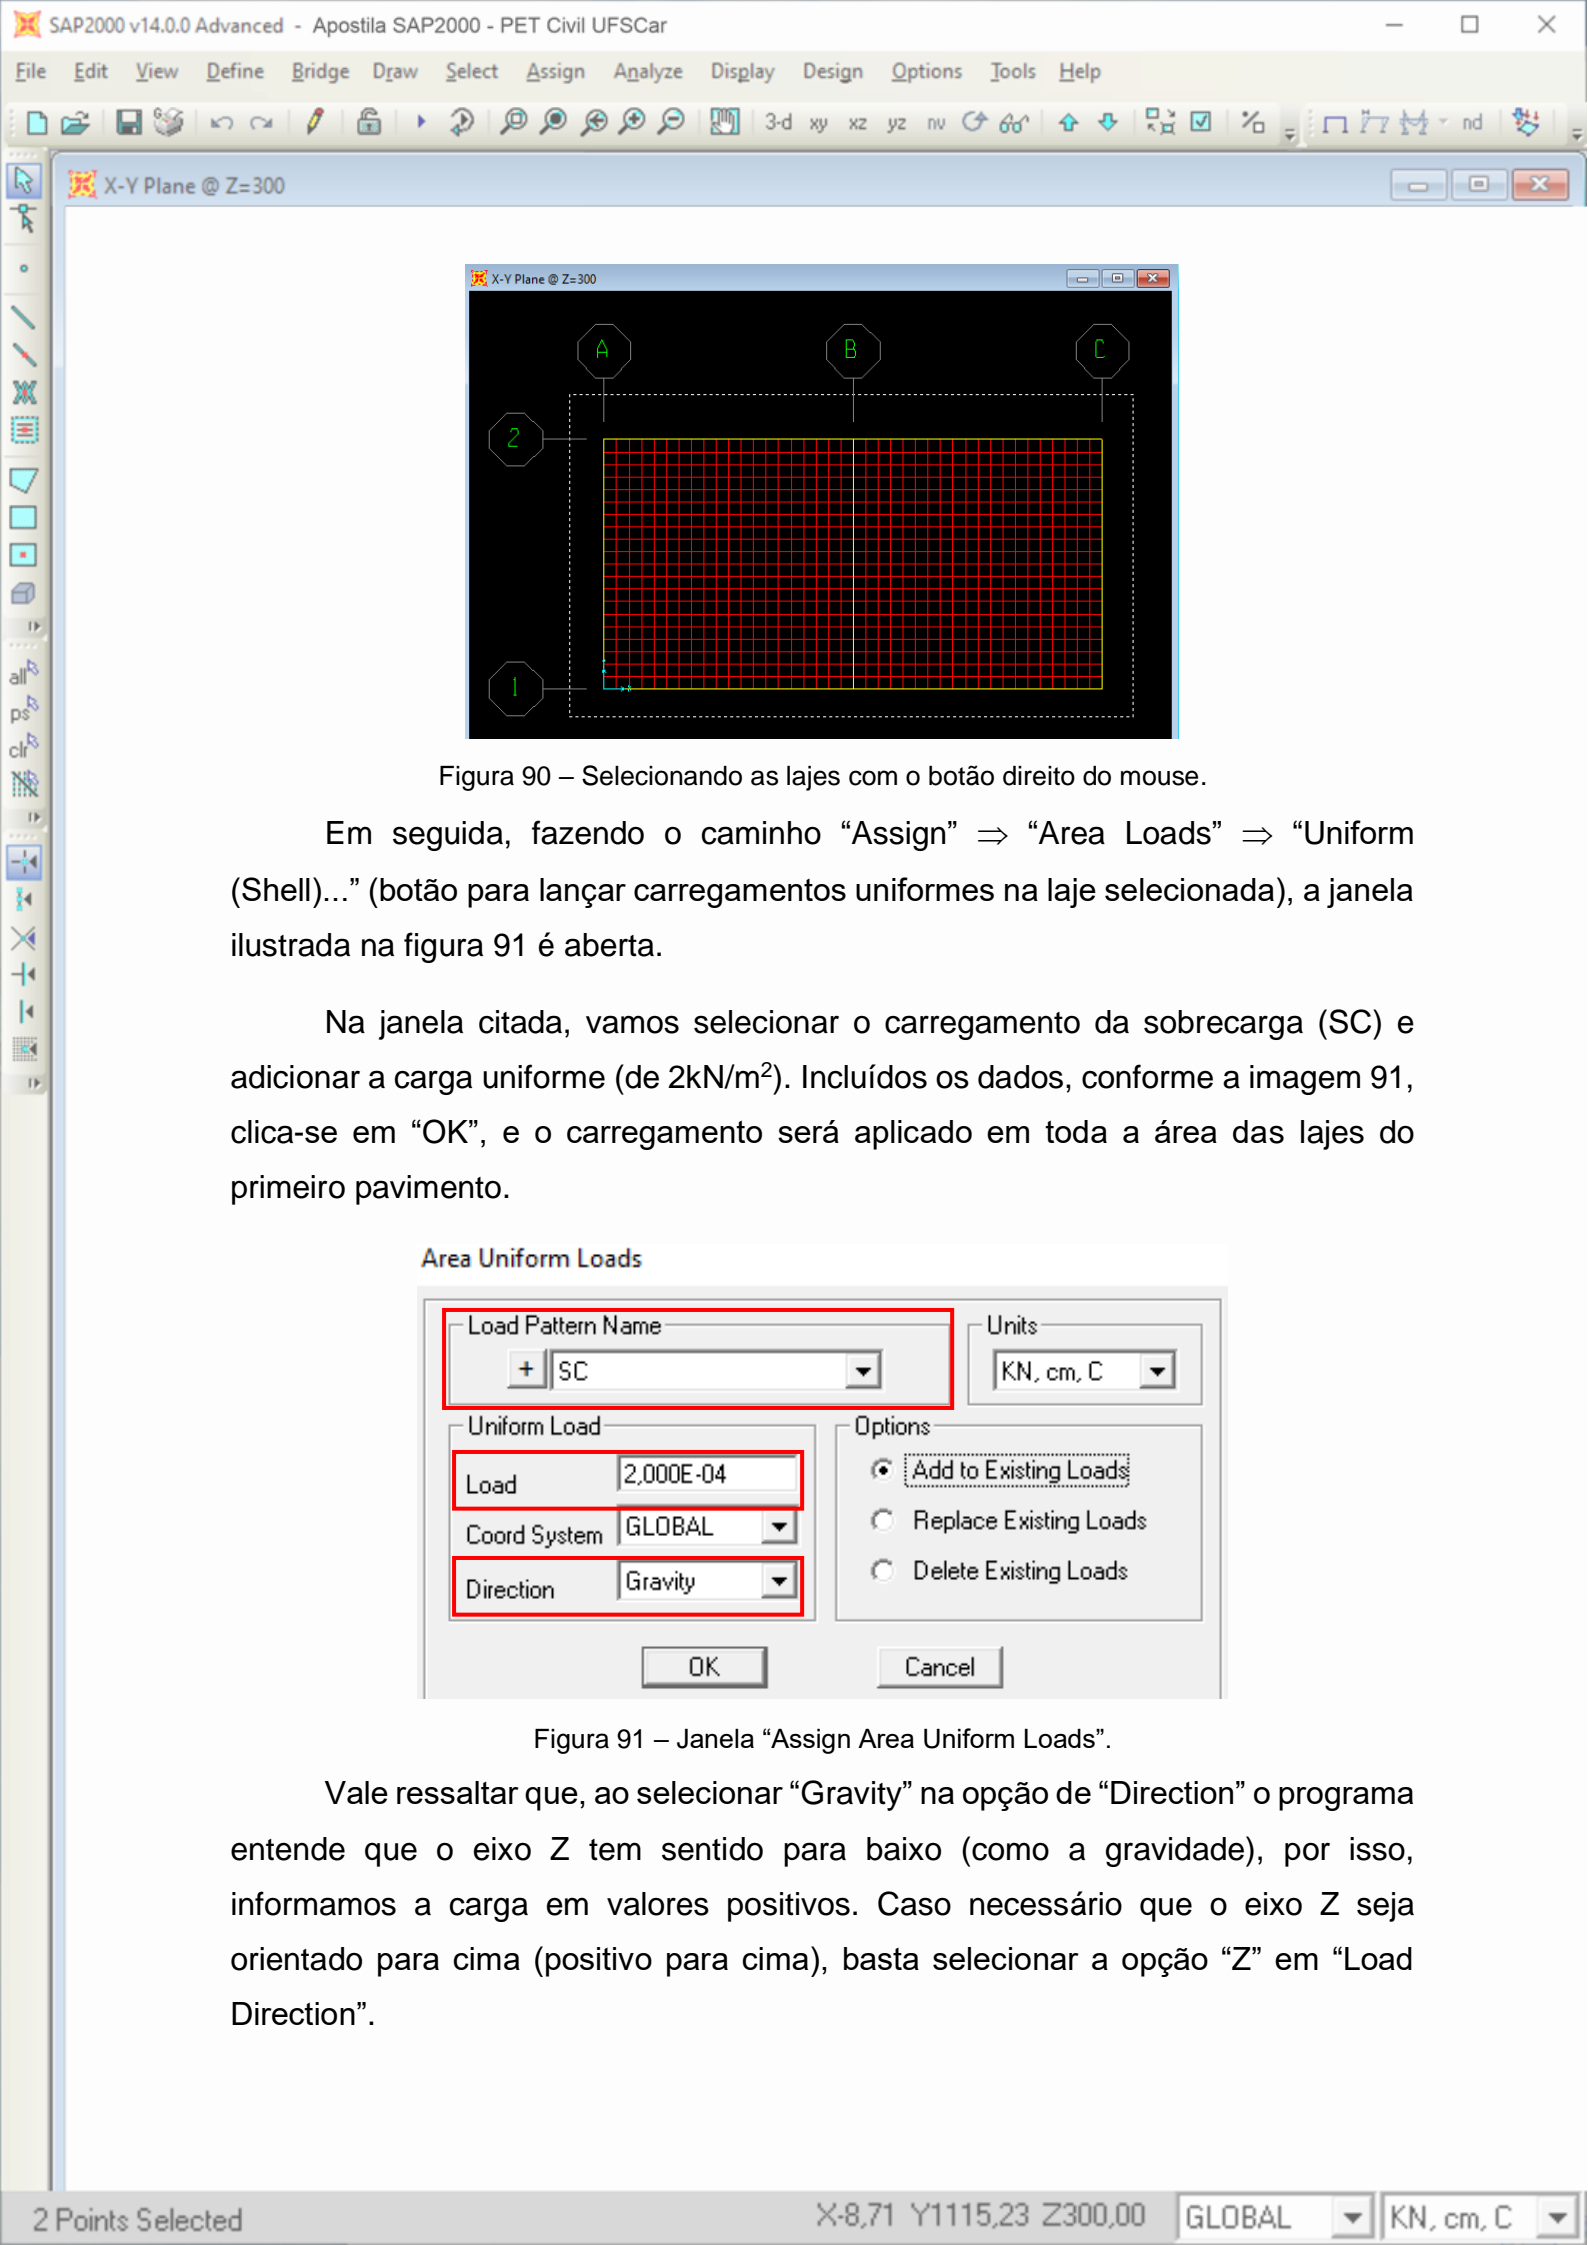 SAP2000 v14.0.0 Advanced - Apostila SAP2000 - PET Civil UFSCar
File Edit View Define Bridge Draw Select Assign Analyze Display Design Options Tools Help
3-d xy xz yz nv nd
X-Y Plane @ Z=300
all
ps
clr
X-Y Plane @ Z=300
A B C
2
1
Figura 90 – Selecionando as lajes com o botão direito do mouse.
Em seguida, fazendo o caminho “Assign” ⇒ “Area Loads” ⇒ “Uniform
(Shell)...” (botão para lançar carregamentos uniformes na laje selecionada), a janela
ilustrada na figura 91 é aberta.
Na janela citada, vamos selecionar o carregamento da sobrecarga (SC) e
adicionar a carga uniforme (de 2kN/m²). Incluídos os dados, conforme a imagem 91,
clica-se em “OK”, e o carregamento será aplicado em toda a área das lajes do
primeiro pavimento.
Area Uniform Loads
Load Pattern Name Units
+ SC KN, cm, C
Uniform Load Options
Load 2,000E-04 Add to Existing Loads
Coord System GLOBAL Replace Existing Loads
Direction Gravity Delete Existing Loads
OK Cancel
Figura 91 – Janela “Assign Area Uniform Loads”.
Vale ressaltar que, ao selecionar “Gravity” na opção de “Direction” o programa
entende que o eixo Z tem sentido para baixo (como a gravidade), por isso,
informamos a carga em valores positivos. Caso necessário que o eixo Z seja
orientado para cima (positivo para cima), basta selecionar a opção “Z” em “Load
Direction”.
2 Points Selected X-8,71 Y1115,23 Z300,00 GLOBAL KN, cm, C